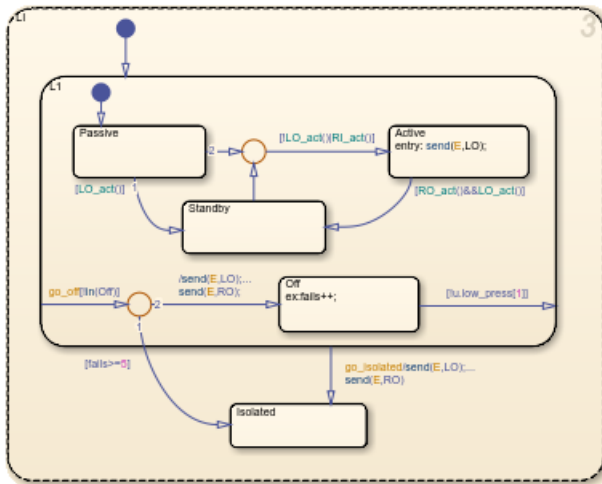 LI
3
L1
Passive
2
[!LO_act()|RI_act()]
Active
entry: send(E,LO);
[LO_act()]
1
[RO_act()&&LO_act()]
Standby
go_off[!in(Off)]
2
/send(E,LO);...
send(E,RO);
Off
ex:fails++;
[!u.low_press[1]]
1
[fails>=5]
go_isolated/send(E,LO);...
send(E,RO)
Isolated